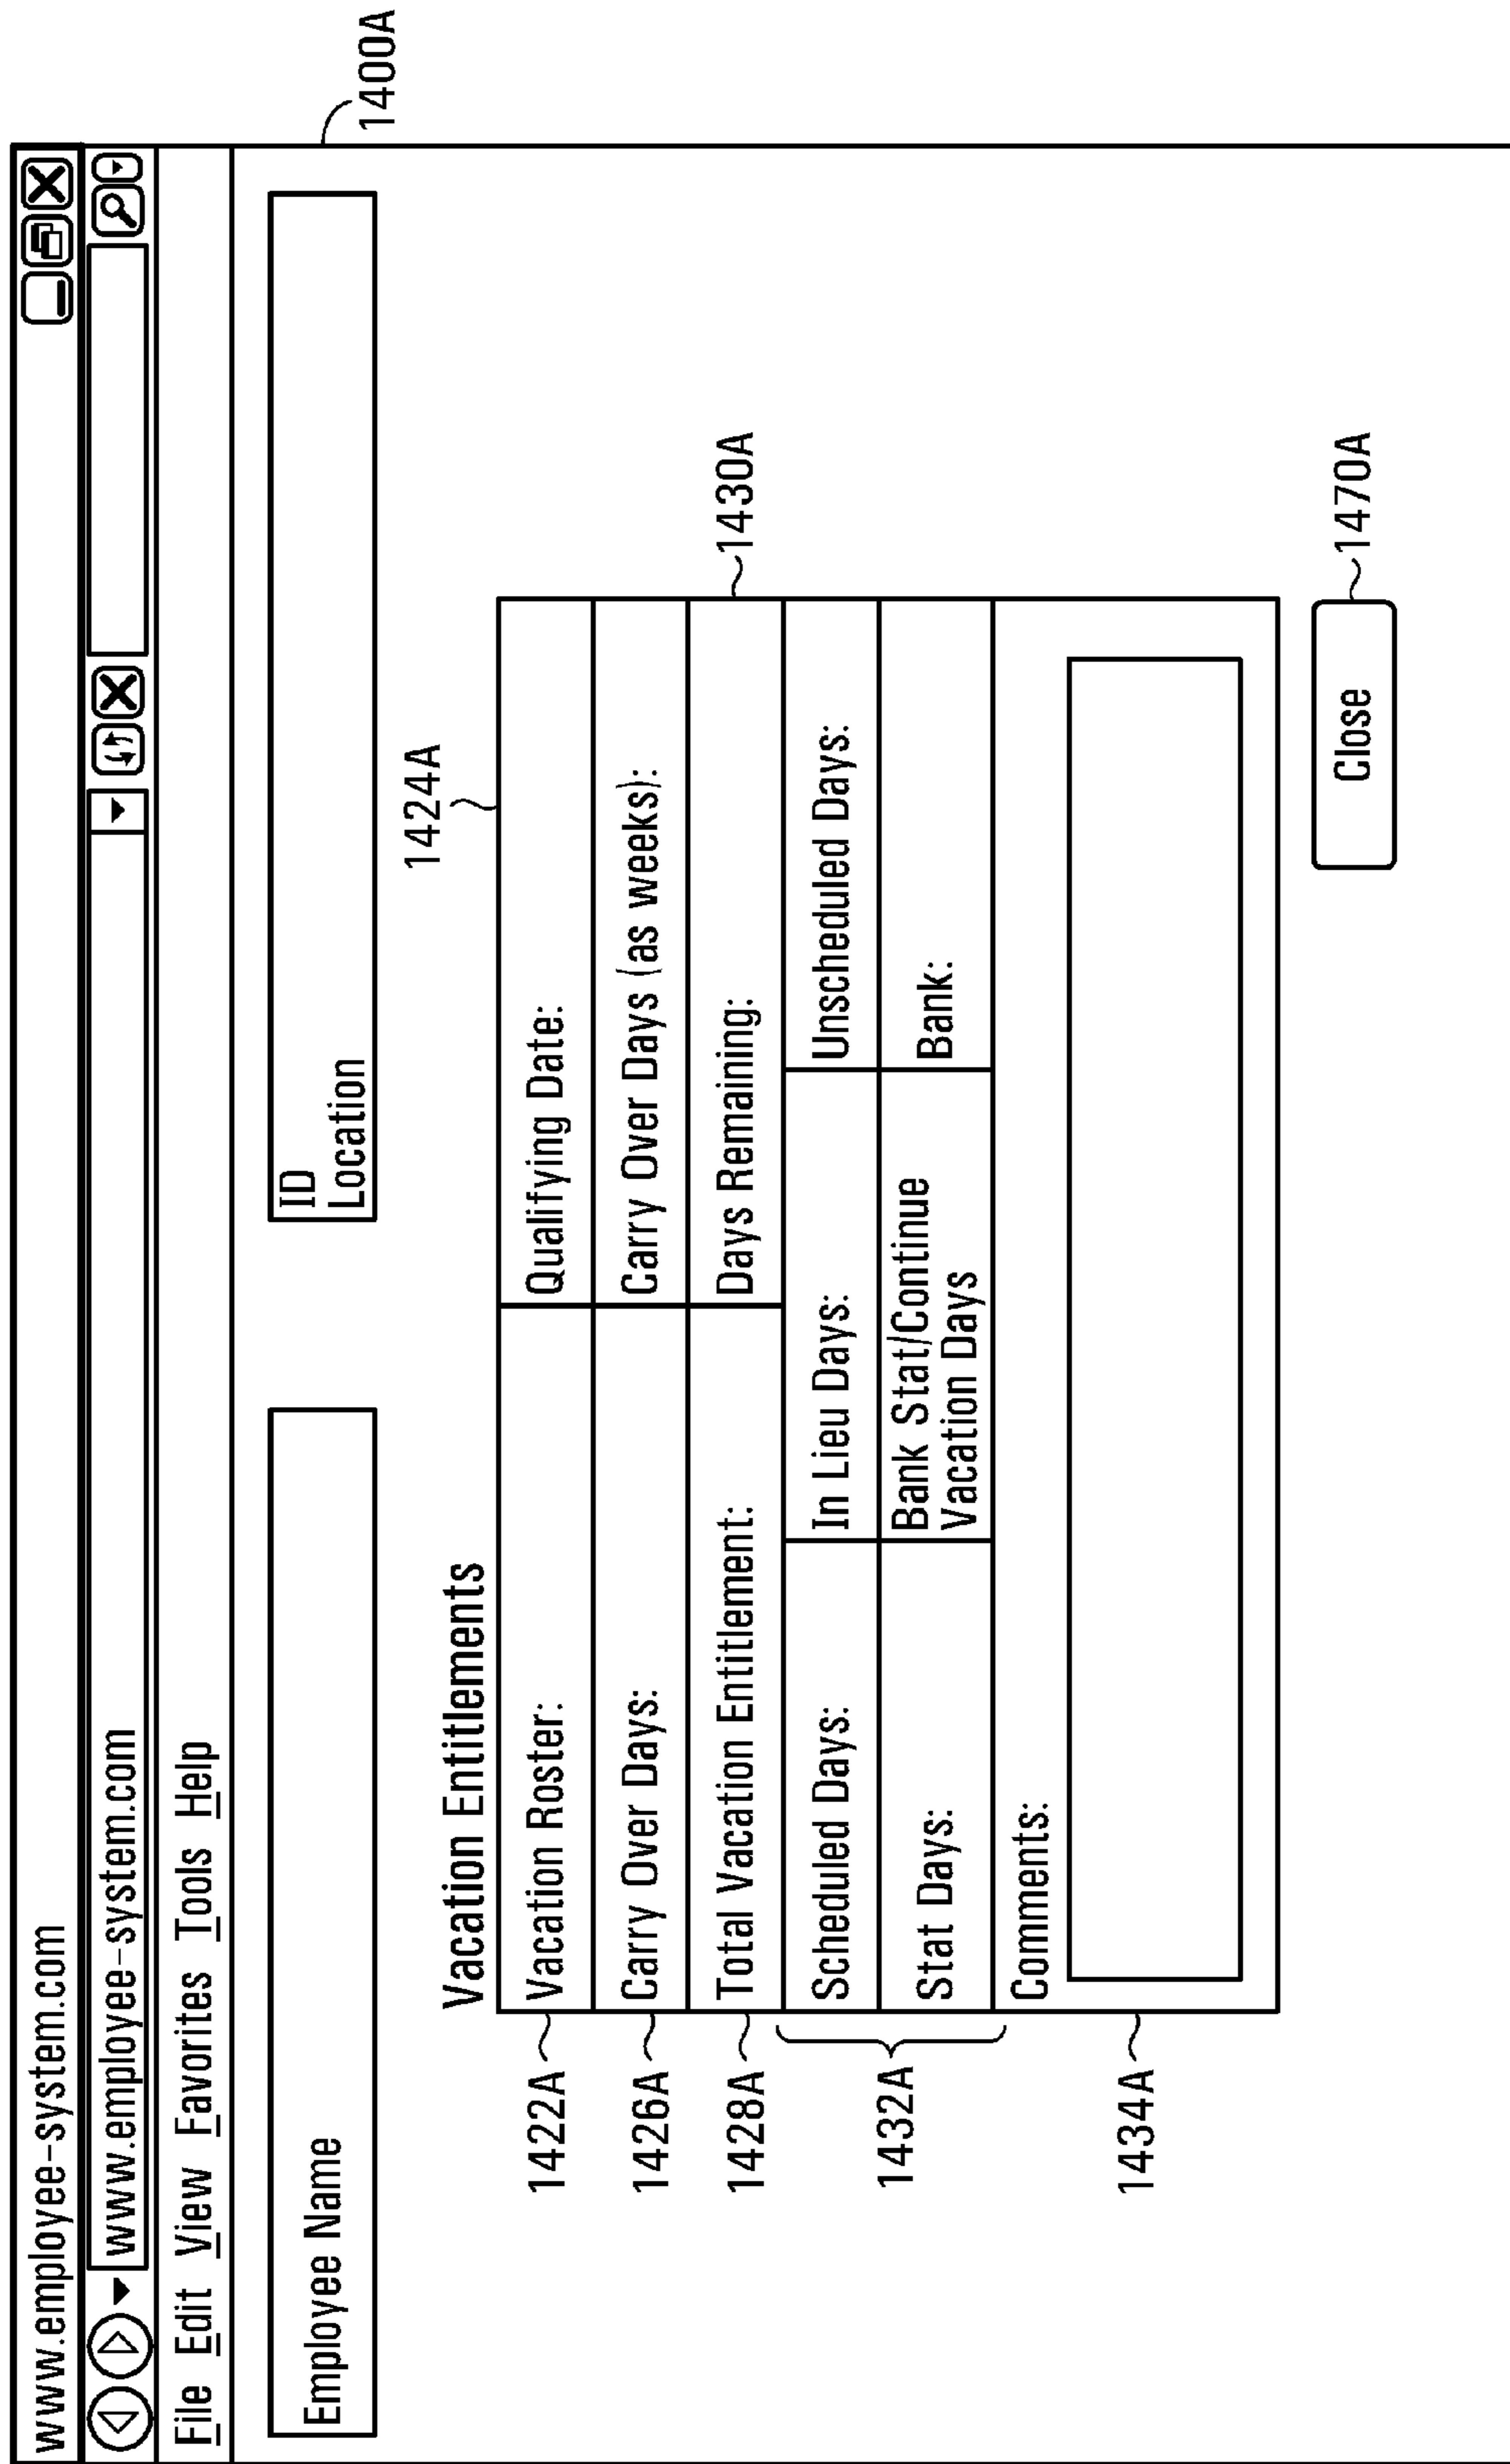 www.employee-system.com
www.employee-system.com
File Edit View Favorites Tools Help
1400A
Employee Name
ID
Location
Vacation Entitlements
1424A
1422A
Vacation Roster:
Qualifying Date:
1426A
Carry Over Days:
Carry Over Days (as weeks):
1428A
Total Vacation Entitlement:
Days Remaining:
1430A
1432A
Scheduled Days:
In Lieu Days:
Unscheduled Days:
Stat Days:
Bank Stat/Continue
Vacation Days
Bank:
1434A
Comments:
Close
1470A